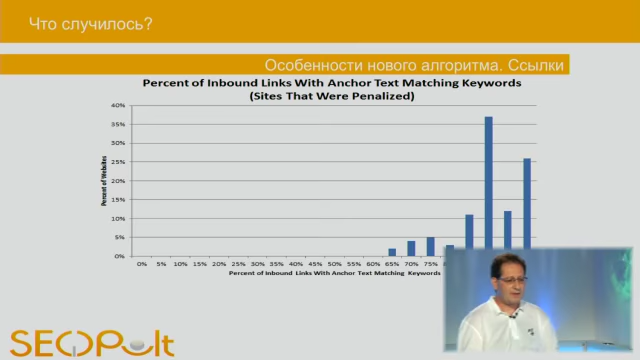 Что случилось?
Особенности нового алгоритма. Ссылки
Percent of Inbound Links With Anchor Text Matching Keywords
(Sites That Were Penalized)
40%
35%
30%
25%
20%
15%
10%
5%
0%
Percent of Websites
0% 5% 10% 15% 20% 25% 30% 35% 40% 45% 50% 55% 60% 65% 70% 75%
Percent of Inbound Links With Anchor Text Matching Keywords
SEOPult